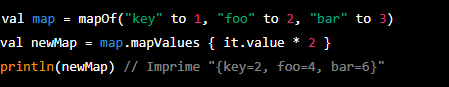 val map = mapOf("key" to 1, "foo" to 2, "bar" to 3)
val newMap = map.mapValues { it.value * 2 }
println(newMap) // Imprime "{key=2, foo=4, bar=6}"